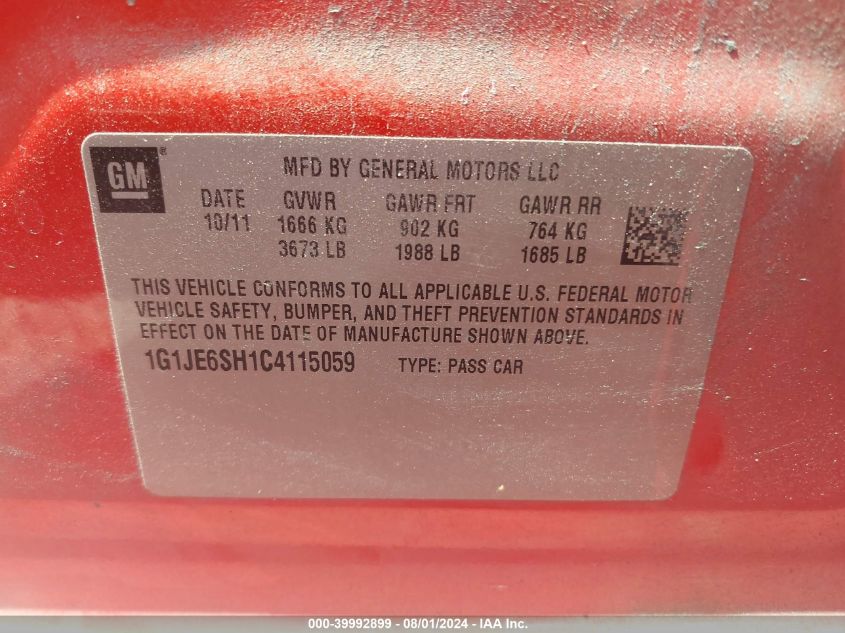 GM®
MFD BY GENERAL MOTORS LLC
DATE GVWR GAWR FRT GAWR RR
10/11 1666 KG 902 KG 764 KG
3673 LB 1988 LB 1685 LB
THIS VEHICLE CONFORMS TO ALL APPLICABLE U.S. FEDERAL MOTOR
VEHICLE SAFETY, BUMPER, AND THEFT PREVENTION STANDARDS IN
EFFECT ON THE DATE OF MANUFACTURE SHOWN ABOVE.
1G1JE6SH1C4115059 TYPE: PASS CAR
000-39992899 - 08/01/2024 - IAA Inc.